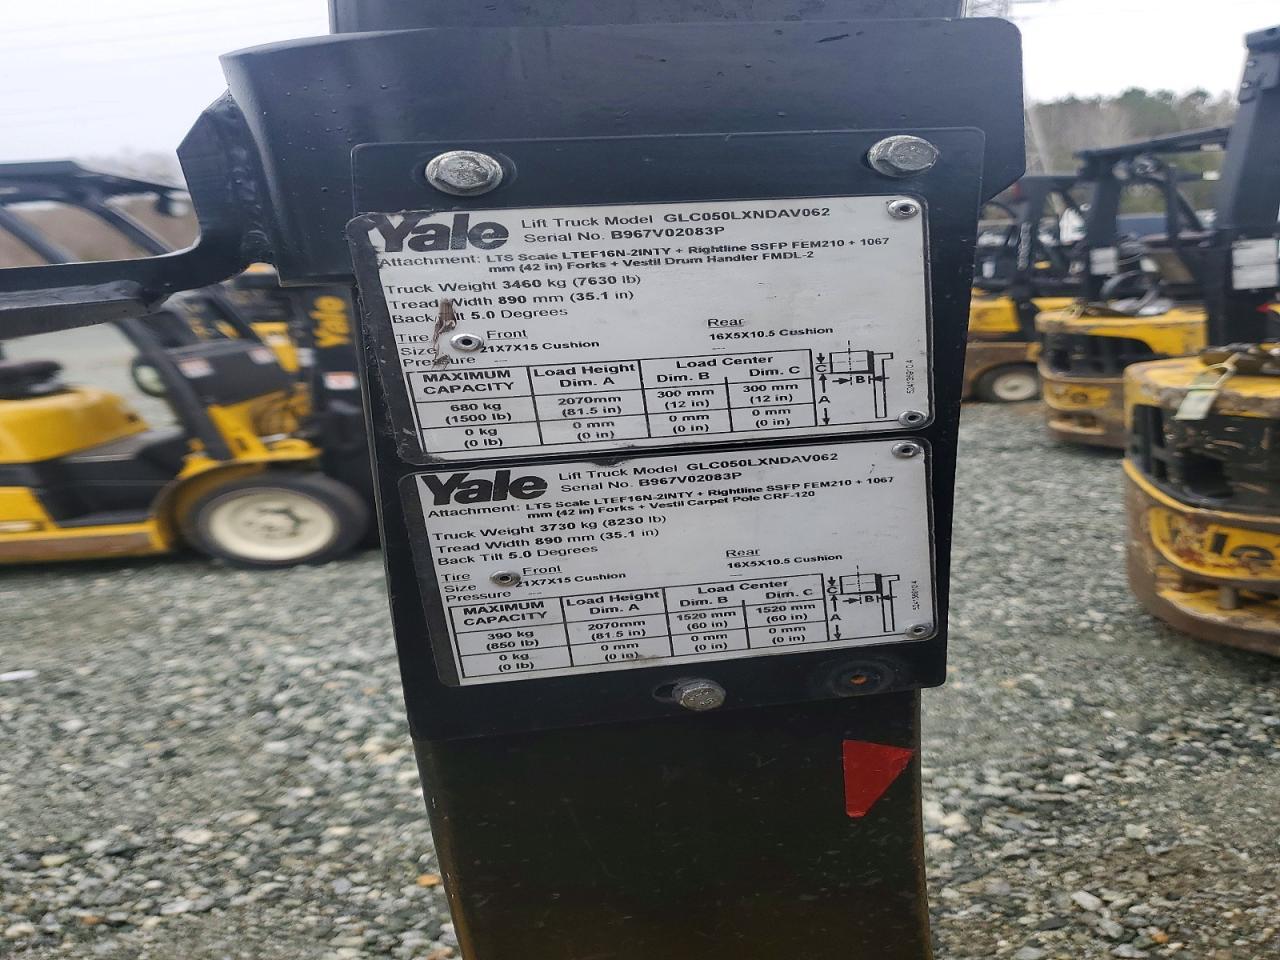 Yale
Lift Truck Model GLC050LXNDAV062
Serial No. B967V02083P
Attachment: LTS Scale LTEF16N-2INTY + Rightline SSFP FEM210 + 1067
mm (42 in) Forks + Vestil Drum Handler FMDL-2
Truck Weight 3460 kg (7630 lb)
Tread Width 890 mm (35.1 in)
Back Tilt 5.0 Degrees
Tire Front Rear
Size 21X7X15 Cushion 16X5X10.5 Cushion
Pressure
MAXIMUM CAPACITY Load Height Dim. A Load Center Dim. B Dim. C
680 kg (1500 lb) 2070mm (81.5 in) 300 mm (12 in) 300 mm (12 in)
0 kg (0 lb) 0 mm (0 in) 0 mm (0 in) 0 mm (0 in)
C B A
Yale
Lift Truck Model GLC050LXNDAV062
Serial No. B967V02083P
Attachment: LTS Scale LTEF16N-2INTY + Rightline SSFP FEM210 + 1067
mm (42 in) Forks + Vestil Carpet Pole CRF-120
Truck Weight 3730 kg (8230 lb)
Tread Width 890 mm (35.1 in)
Back Tilt 5.0 Degrees
Tire Front Rear
Size 21X7X15 Cushion 16X5X10.5 Cushion
Pressure
MAXIMUM CAPACITY Load Height Dim. A Load Center Dim. B Dim. C
390 kg (850 lb) 2070mm (81.5 in) 1520 mm (60 in) 1520 mm (60 in)
0 kg (0 lb) 0 mm (0 in) 0 mm (0 in) 0 mm (0 in)
C B A
Yale
Yale